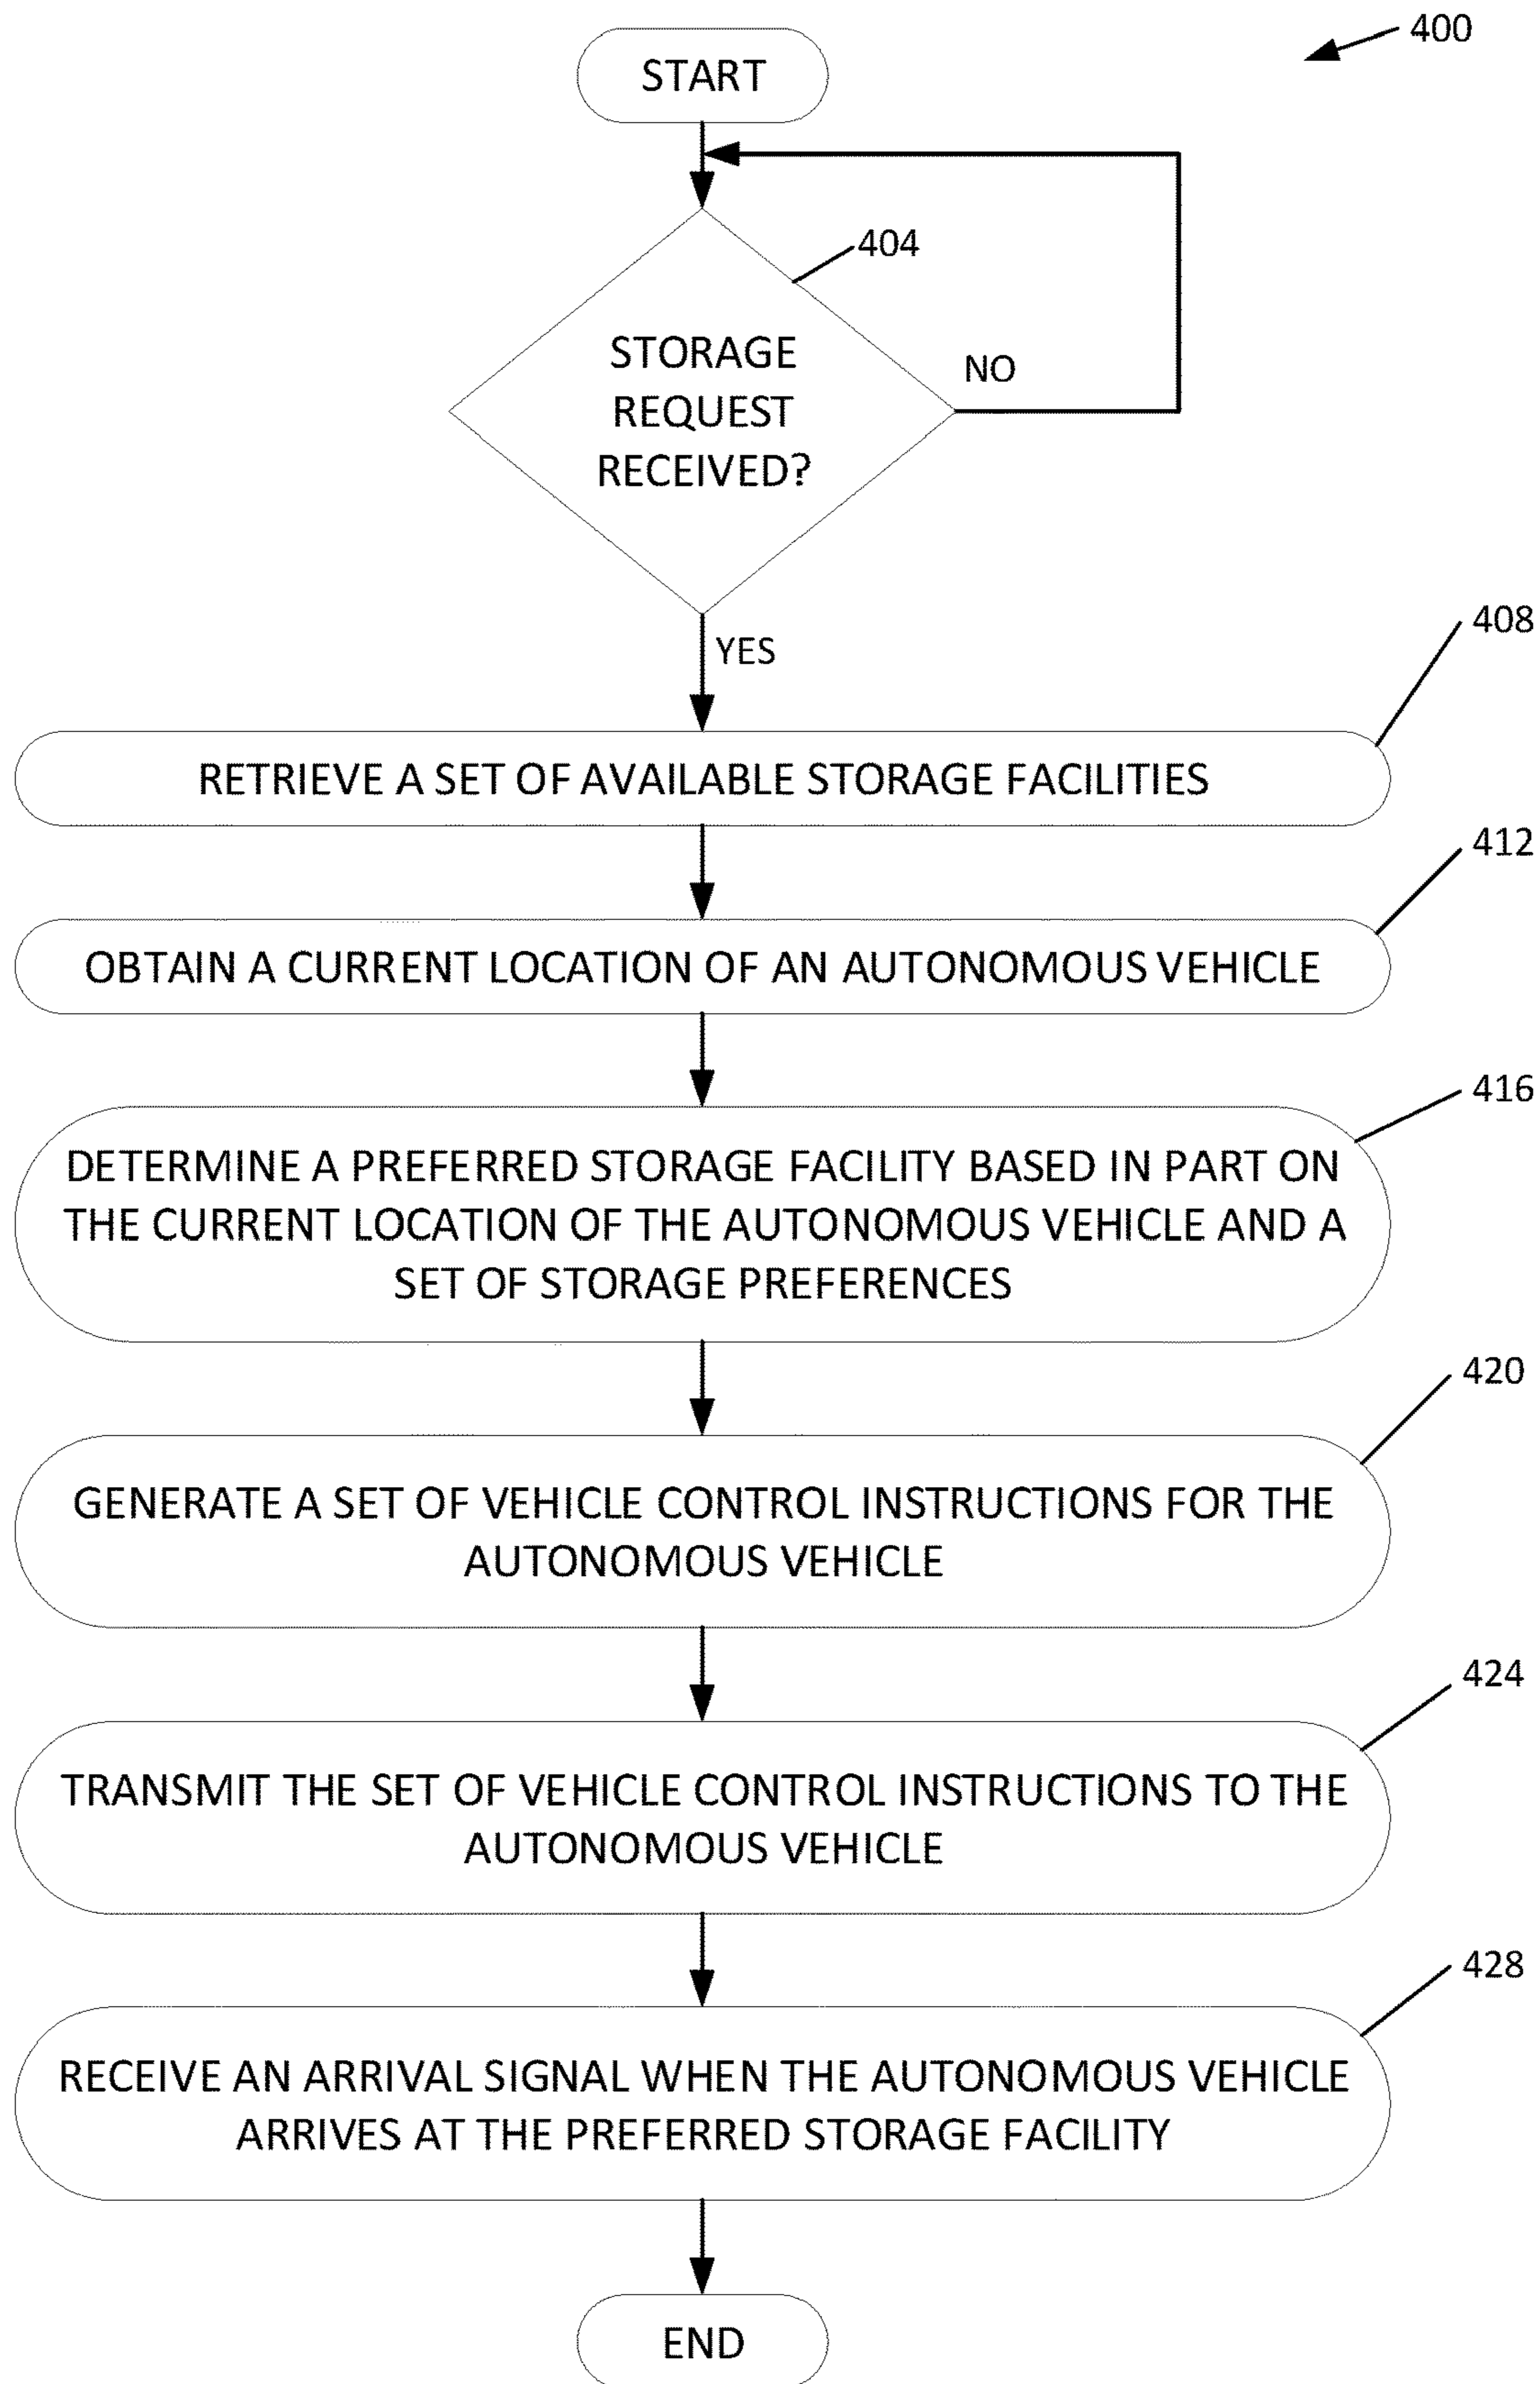 400
START
404
STORAGE
REQUEST
RECEIVED?
NO
YES
408
RETRIEVE A SET OF AVAILABLE STORAGE FACILITIES
412
OBTAIN A CURRENT LOCATION OF AN AUTONOMOUS VEHICLE
416
DETERMINE A PREFERRED STORAGE FACILITY BASED IN PART ON
THE CURRENT LOCATION OF THE AUTONOMOUS VEHICLE AND A
SET OF STORAGE PREFERENCES
420
GENERATE A SET OF VEHICLE CONTROL INSTRUCTIONS FOR THE
AUTONOMOUS VEHICLE
424
TRANSMIT THE SET OF VEHICLE CONTROL INSTRUCTIONS TO THE
AUTONOMOUS VEHICLE
428
RECEIVE AN ARRIVAL SIGNAL WHEN THE AUTONOMOUS VEHICLE
ARRIVES AT THE PREFERRED STORAGE FACILITY
END